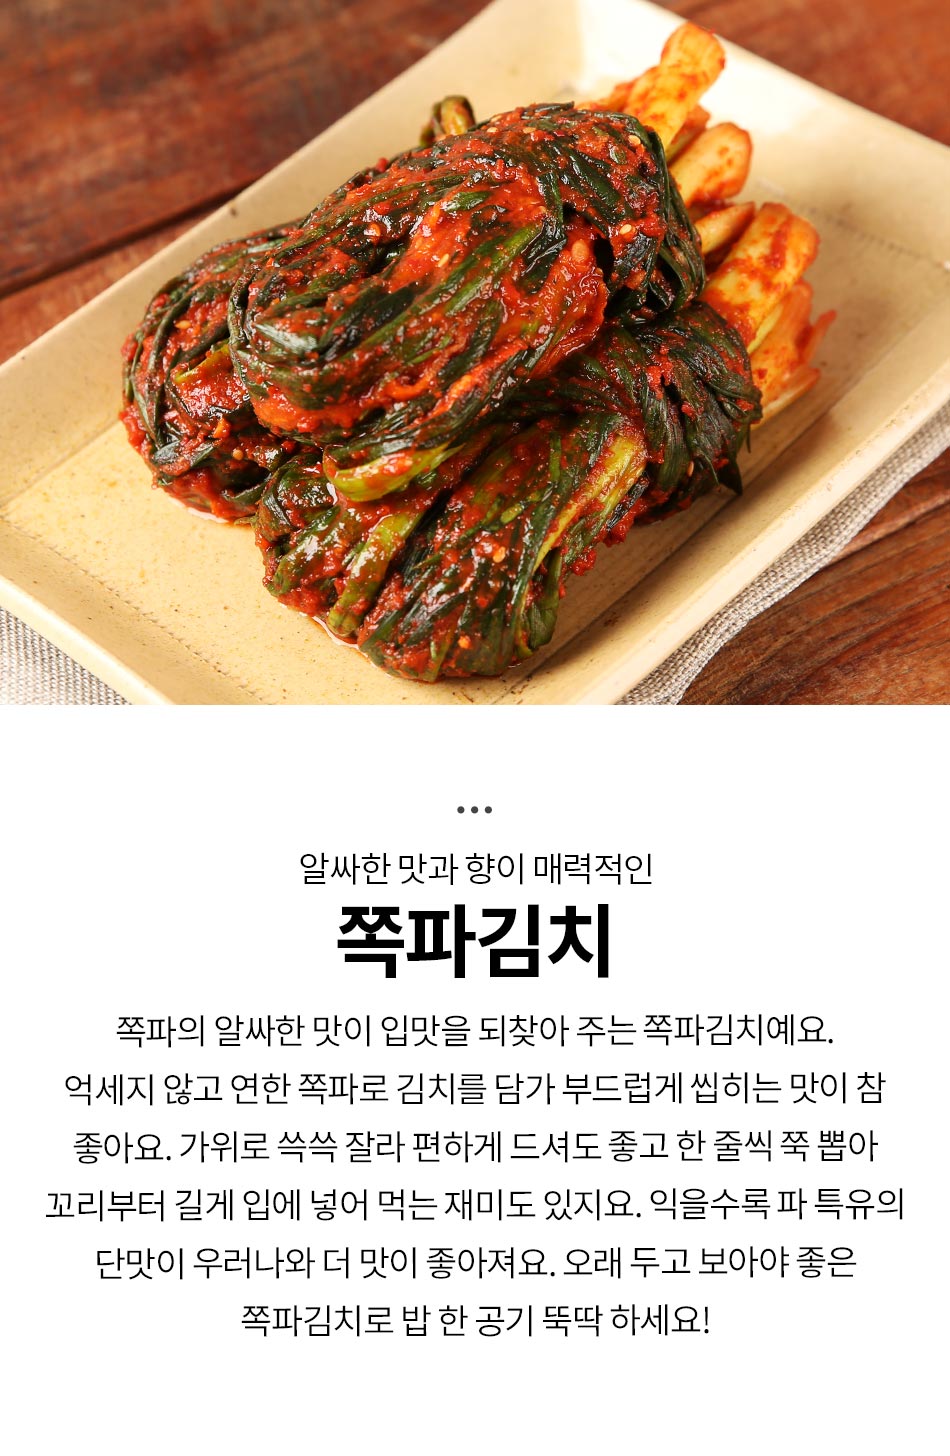 알싸한 맛과 향이 매력적인
쪽파김치
쪽파의 알싸한 맛이 입맛을 되찾아 주는 쪽파김치예요.
억세지 않고 연한 쪽파로 김치를 담가 부드럽게 씹히는 맛이 참
좋아요. 가위로 쓱쓱 잘라 편하게 드셔도 좋고 한 줄씩 쭉 뽑아
꼬리부터 길게 입에 넣어 먹는 재미도 있지요. 익을수록 파 특유의
단맛이 우러나와 더 맛이 좋아져요. 오래 두고 보아야 좋은
쪽파김치로 밥 한 공기 뚝딱 하세요!